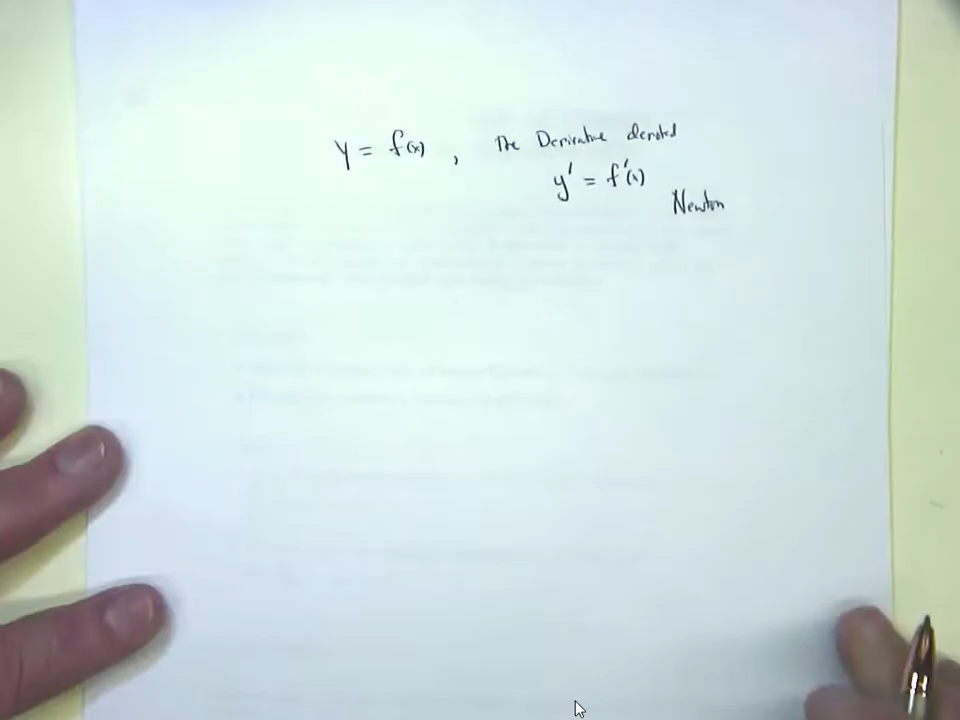 y = f(x) , The Derivative denoted
y' = f'(x)
Newton